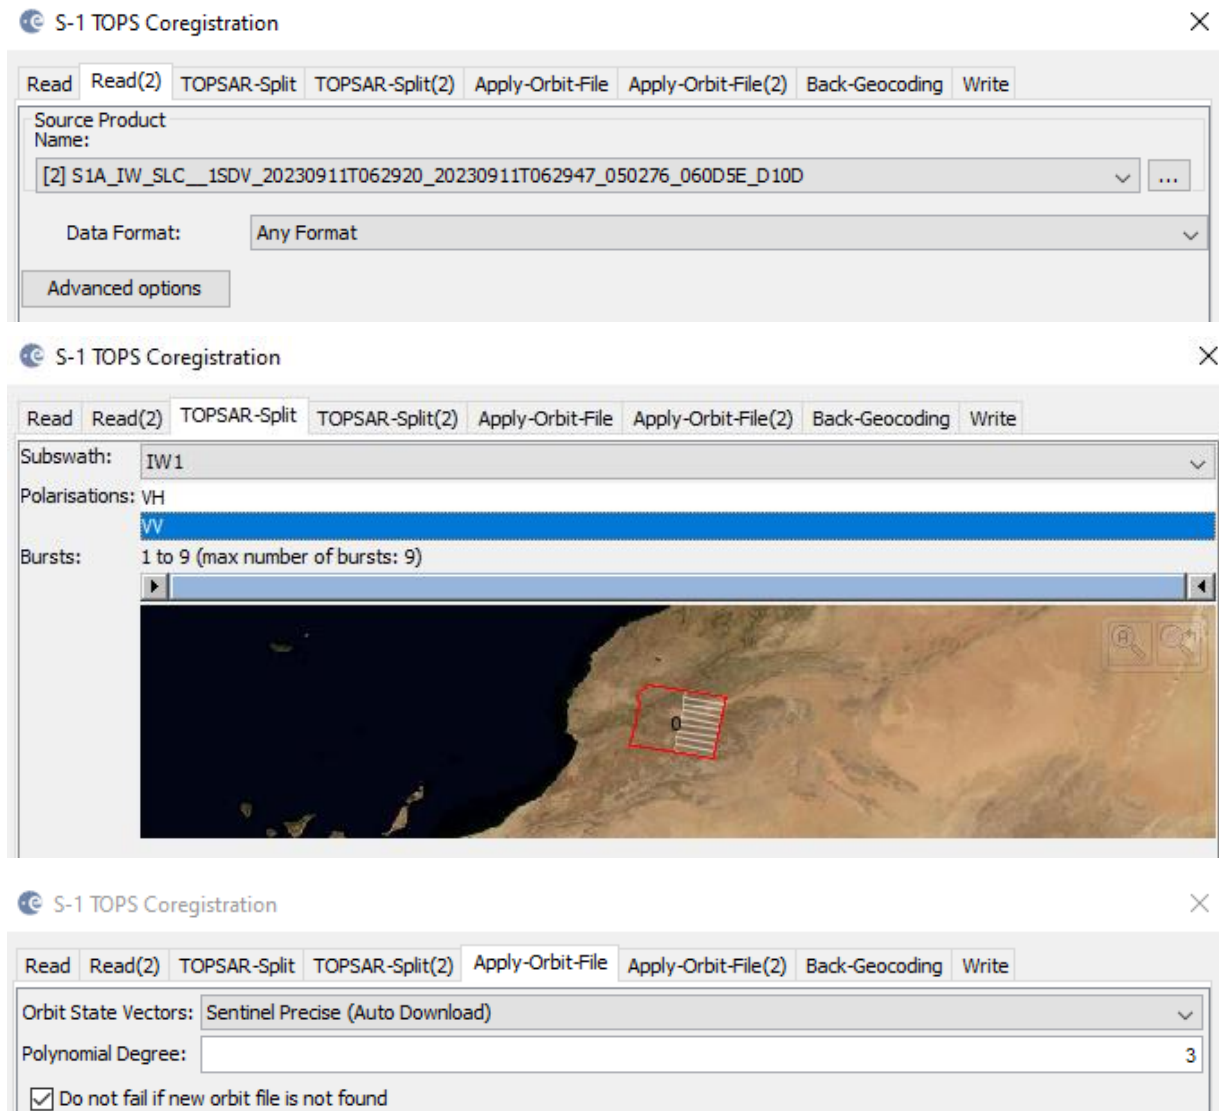 S-1 TOPS Coregistration
Read Read(2) TOPSAR-Split TOPSAR-Split(2) Apply-Orbit-File Apply-Orbit-File(2) Back-Geocoding Write
Source Product
Name:
[2] S1A_IW_SLC__1SDV_20230911T062920_20230911T062947_050276_060D5E_D10D
...
Data Format: Any Format
Advanced options
S-1 TOPS Coregistration
Read Read(2) TOPSAR-Split TOPSAR-Split(2) Apply-Orbit-File Apply-Orbit-File(2) Back-Geocoding Write
Subswath: IW1
Polarisations: VH
VV
Bursts: 1 to 9 (max number of bursts: 9)
0
S-1 TOPS Coregistration
Read Read(2) TOPSAR-Split TOPSAR-Split(2) Apply-Orbit-File Apply-Orbit-File(2) Back-Geocoding Write
Orbit State Vectors: Sentinel Precise (Auto Download)
Polynomial Degree: 3
Do not fail if new orbit file is not found